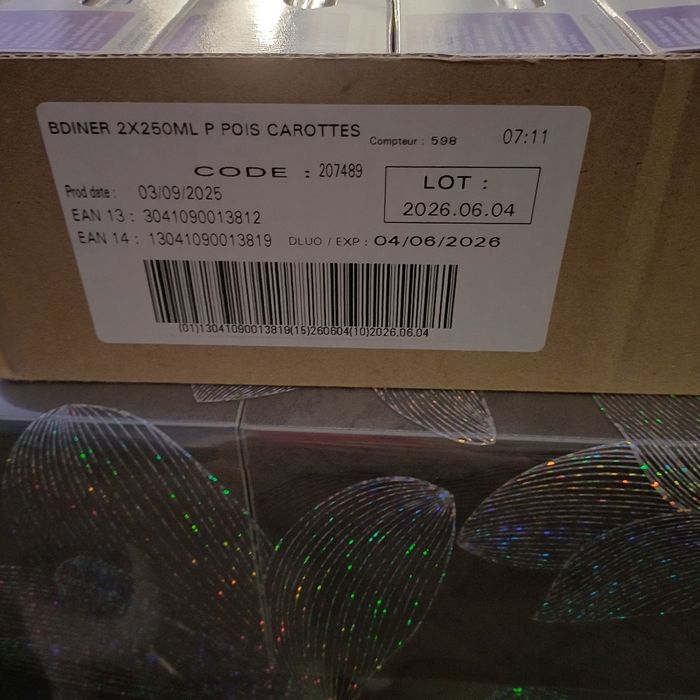 BDINER 2X250ML P POIS CAROTTES Compteur : 598 07:11
CODE : 207489
Prod date : 03/09/2025
LOT :
2026.06.04
EAN 13 : 3041090013812
EAN 14 : 13041090013819 DLUO / EXP : 04/06/2026
(01)13041090013819(15)260604(10)2026.06.04